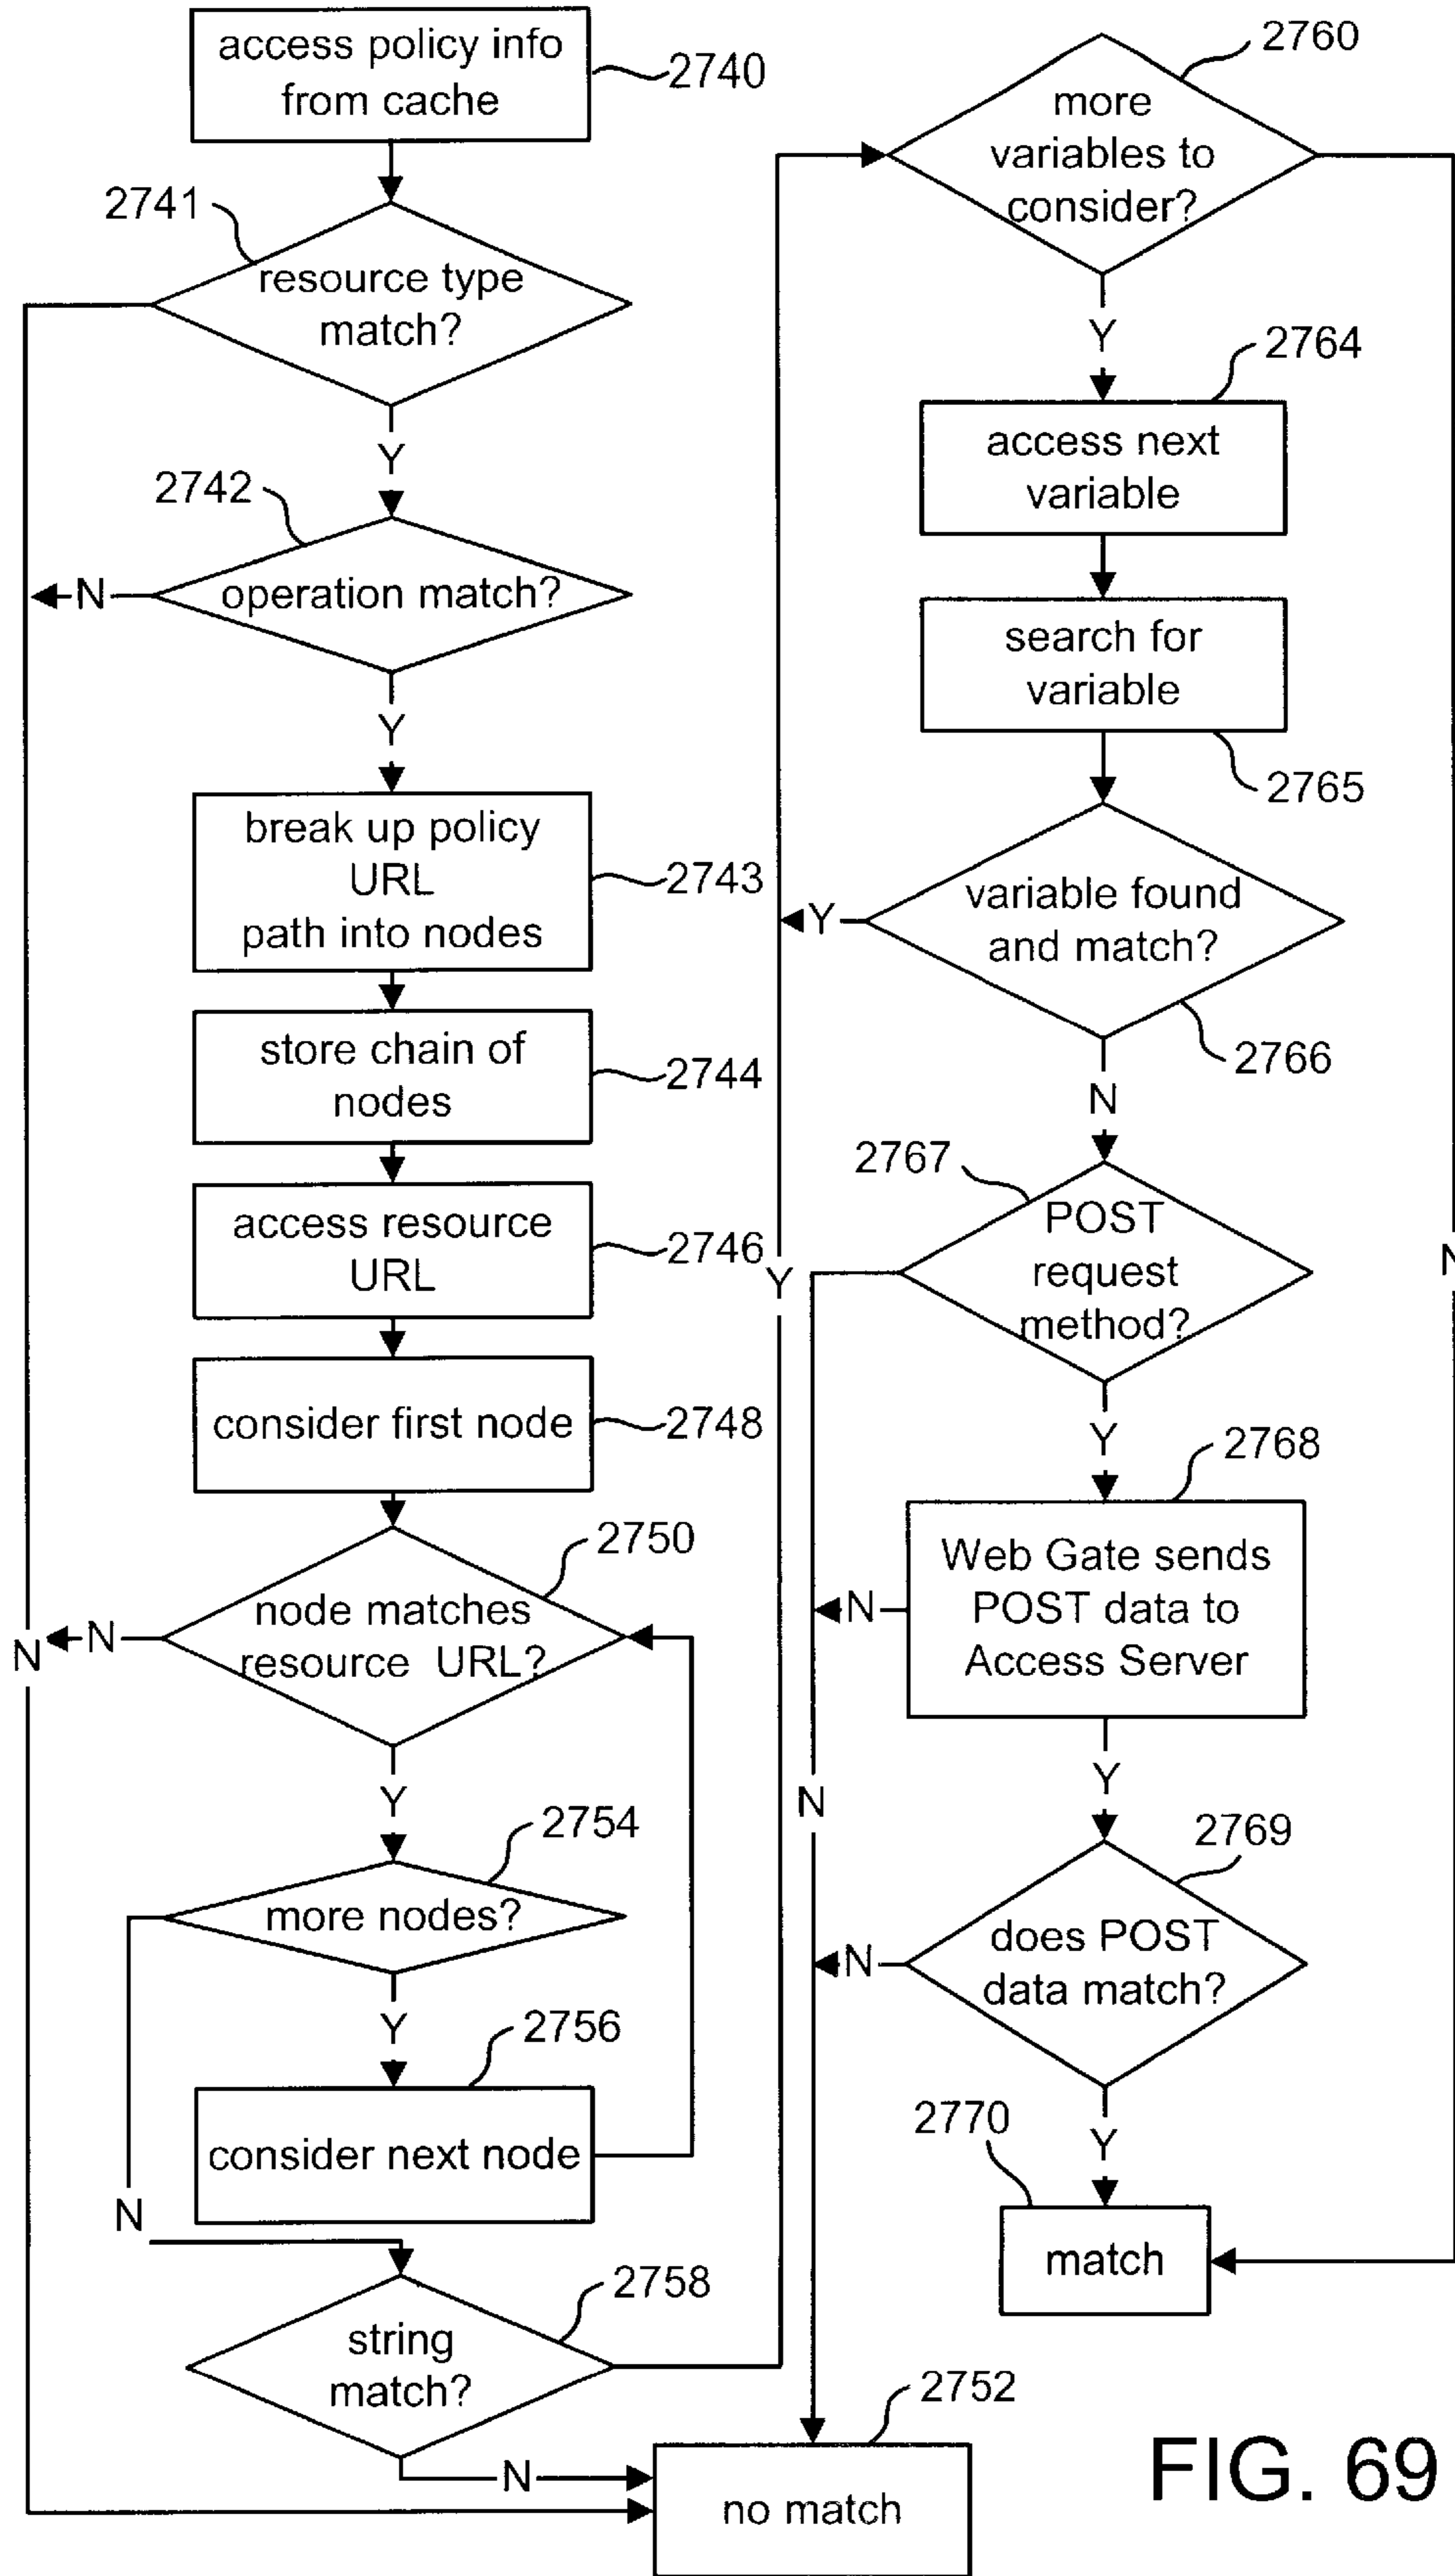 access policy info
from cache
2740
2741
resource type
match?
Y
2742
operation match?
N
Y
break up policy
URL
path into nodes
2743
store chain of
nodes
2744
access resource
URL
2746
consider first node
2748
2750
node matches
resource URL?
N
N
Y
2754
more nodes?
Y
2756
consider next node
N
2758
string
match?
N
Y
2760
more
variables to
consider?
Y
N
2764
access next
variable
search for
variable
2765
variable found
and match?
Y
2766
N
2767
POST
request
method?
Y
2768
Web Gate sends
POST data to
Access Server
N
Y
N
2769
does POST
data match?
N
Y
2770
match
2752
no match
FIG. 69